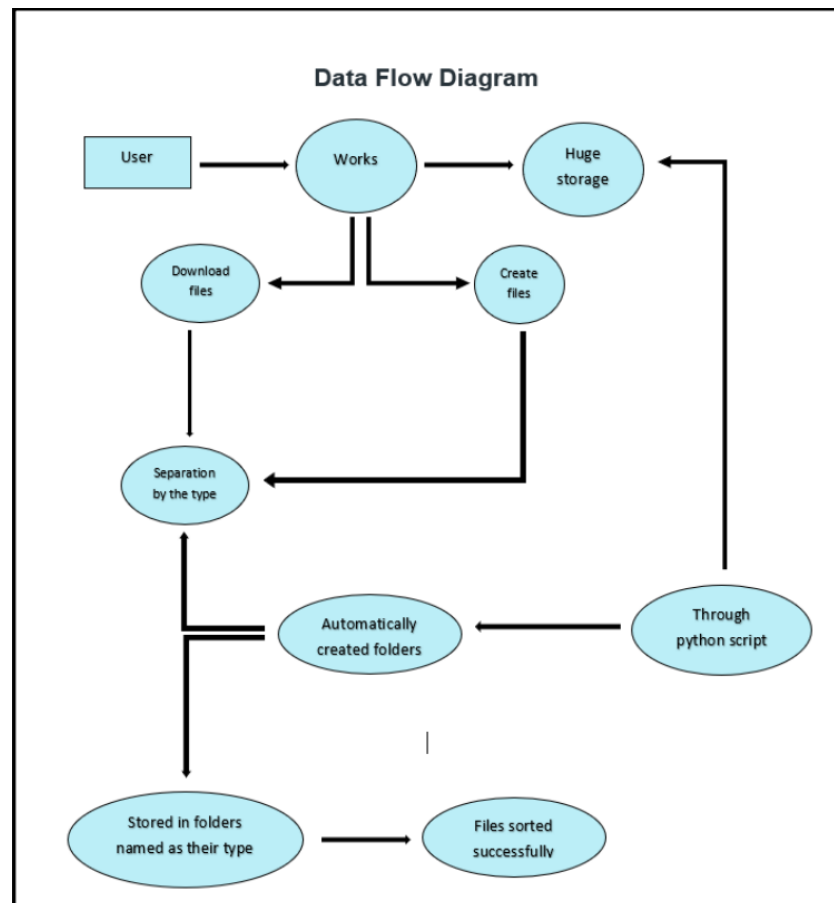 Data Flow Diagram
User
Works
Huge
storage
Download
files
Create
files
Separation
by the type
Automatically
created folders
Through
python script
Stored in folders
named as their type
Files sorted
successfully